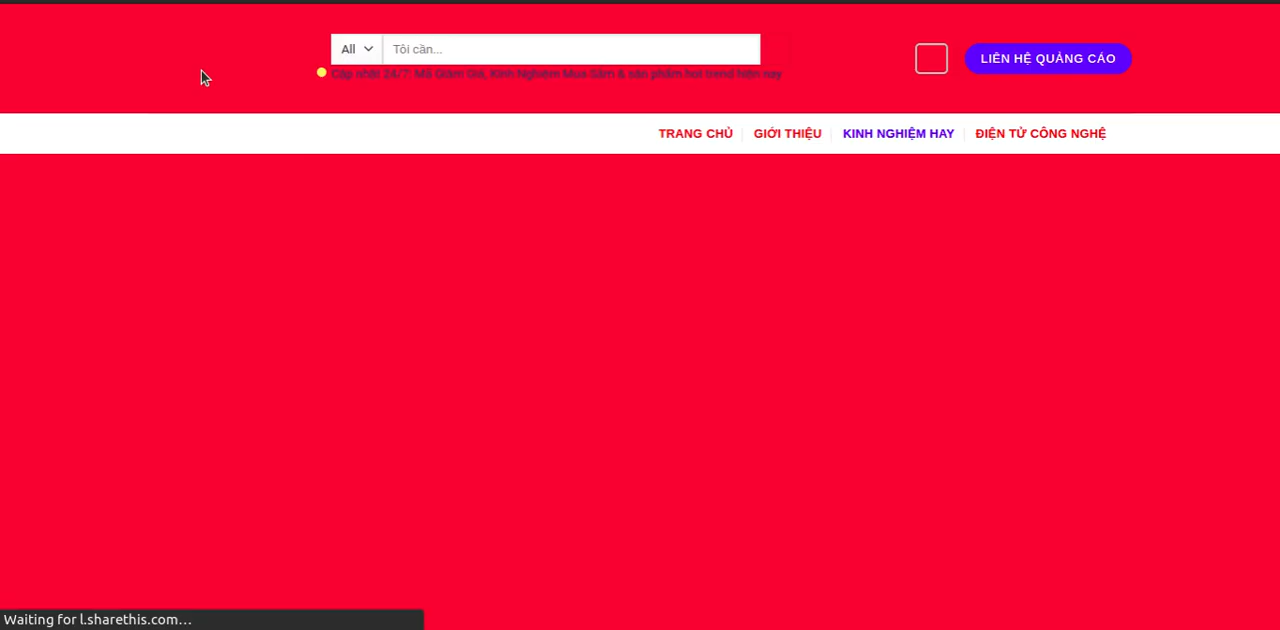 All
Tôi cần...
LIÊN HỆ QUẢNG CÁO
Cập nhật 24/7: Mã Giảm Giá, Kinh Nghiệm Mua Sắm & sản phẩm hot trend hiện nay
TRANG CHỦ
GIỚI THIỆU
KINH NGHIỆM HAY
ĐIỆN TỬ CÔNG NGHỆ
Waiting for l.sharethis.com...